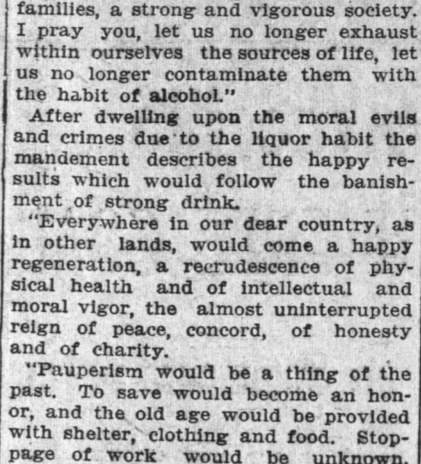 families, a strong and vigorous society.
I pray you, let us no longer exhaust
within ourselves the sources of life, let
us no longer contaminate them with
the habit of alcohol."
After dwelling upon the moral evils
and crimes due to the liquor habit the
mandement describes the happy re-
sults which would follow the banish-
ment of strong drink.
"Everywhere in our dear country, as
in other lands, would come a happy
regeneration, a recrudescence of phy-
sical health and of intellectual and
moral vigor, the almost uninterrupted
reign of peace, concord, of honesty
and of charity.
"Pauperism would be a thing of the
past. To save would become an hon-
or, and the old age would be provided
with shelter, clothing and food. Stop-
page of work would be unknown.